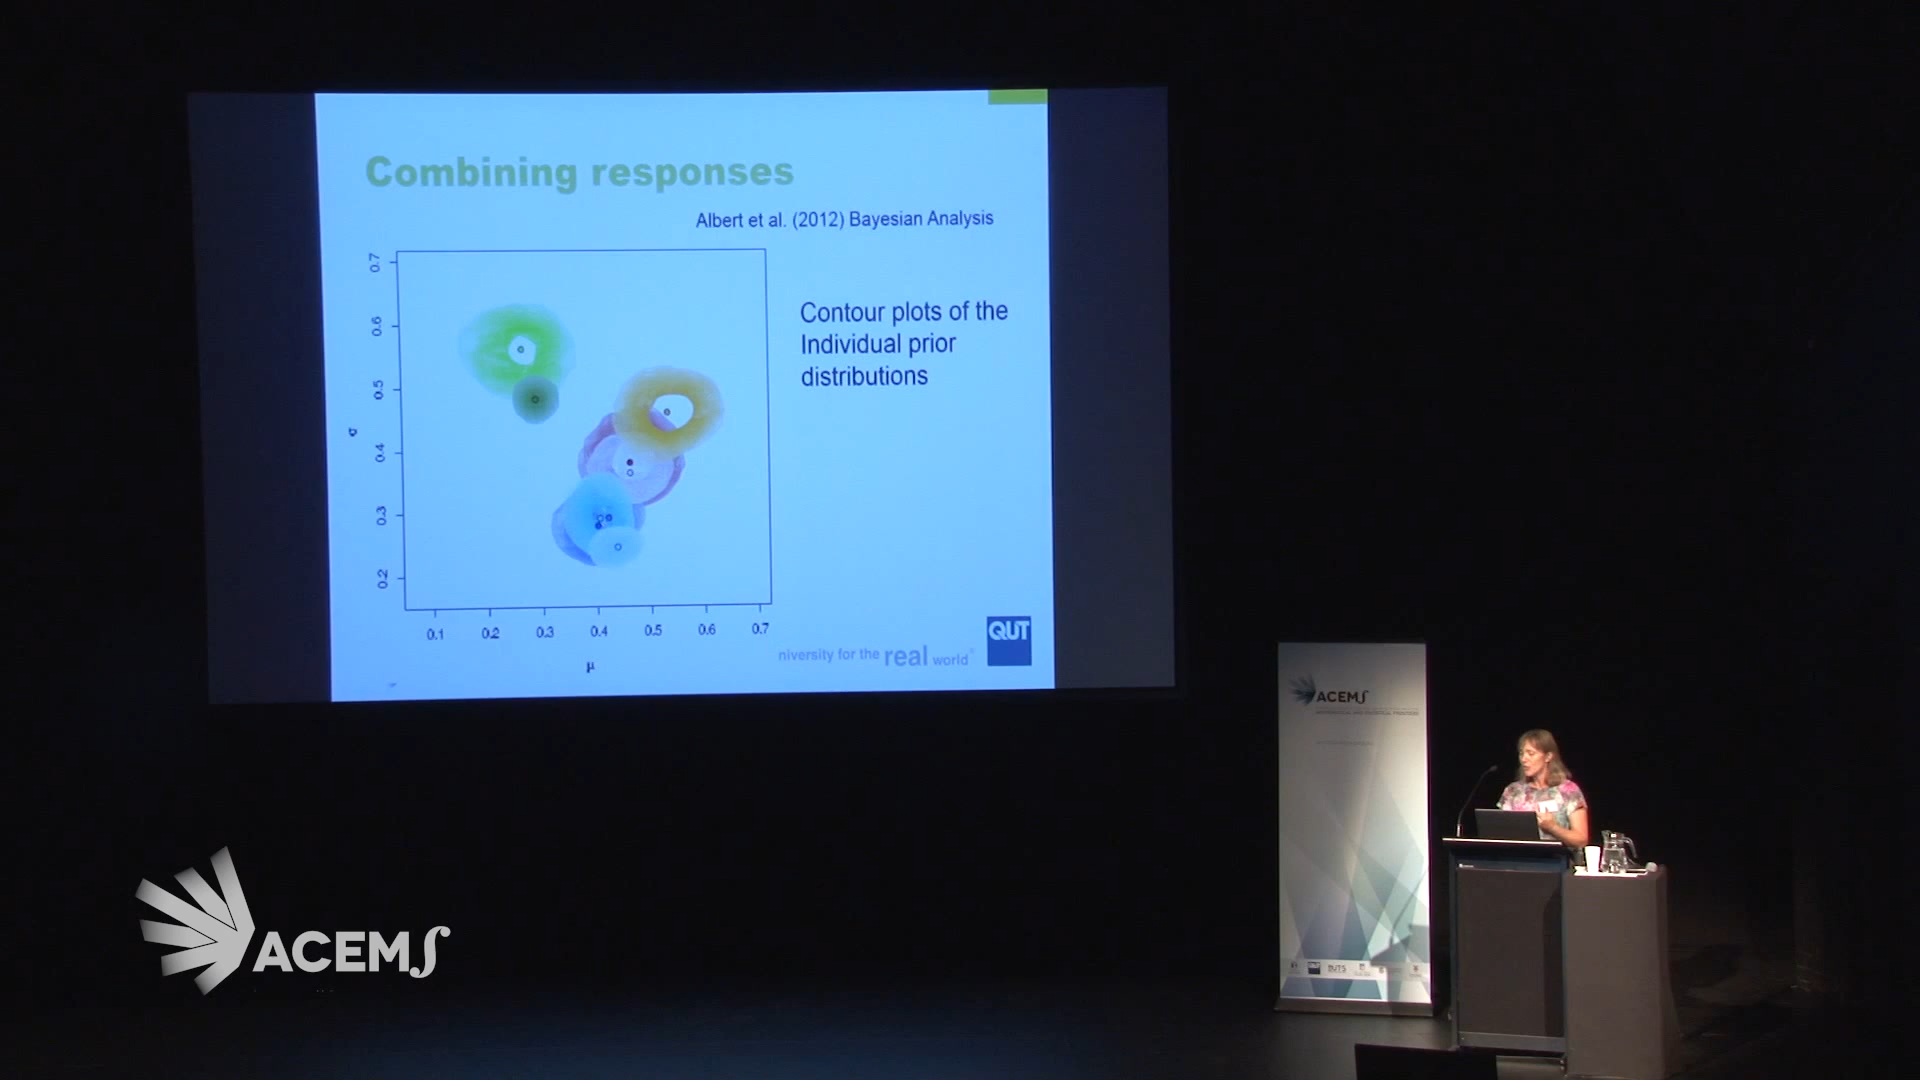 Combining responses
Albert et al. (2012) Bayesian Analysis
Contour plots of the
Individual prior
distributions
0.7
0.6
0.5
0.4
0.3
0.2
σ
0.1 0.2 0.3 0.4 0.5 0.6 0.7
μ
niversity for the real world®
QUT
ACEMS
ACEMS
QUT
UTS